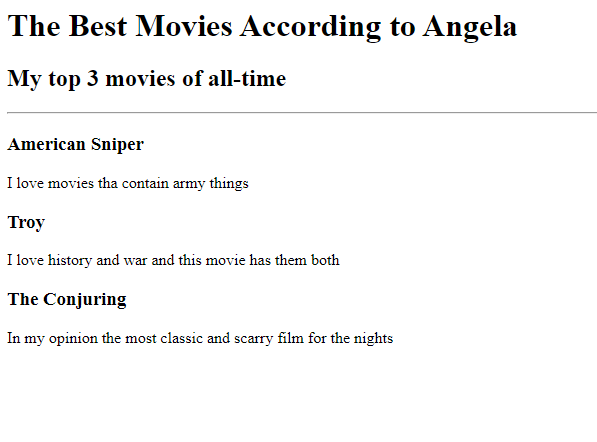 The Best Movies According to Angela
My top 3 movies of all-time
American Sniper
I love movies tha contain army things
Troy
I love history and war and this movie has them both
The Conjuring
In my opinion the most classic and scarry film for the nights